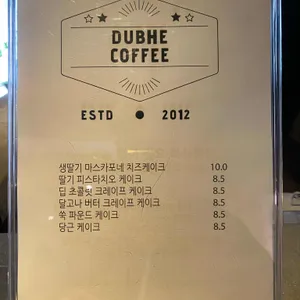 DUBHE
COFFEE
ESTD 2012
생딸기 마스카포네 치즈케이크 10.0
딸기 피스타치오 케이크 8.5
딥 초콜릿 크레이프 케이크 8.5
달고나 버터 크레이프 케이크 8.5
쑥 파운드 케이크 8.5
당근 케이크 8.5